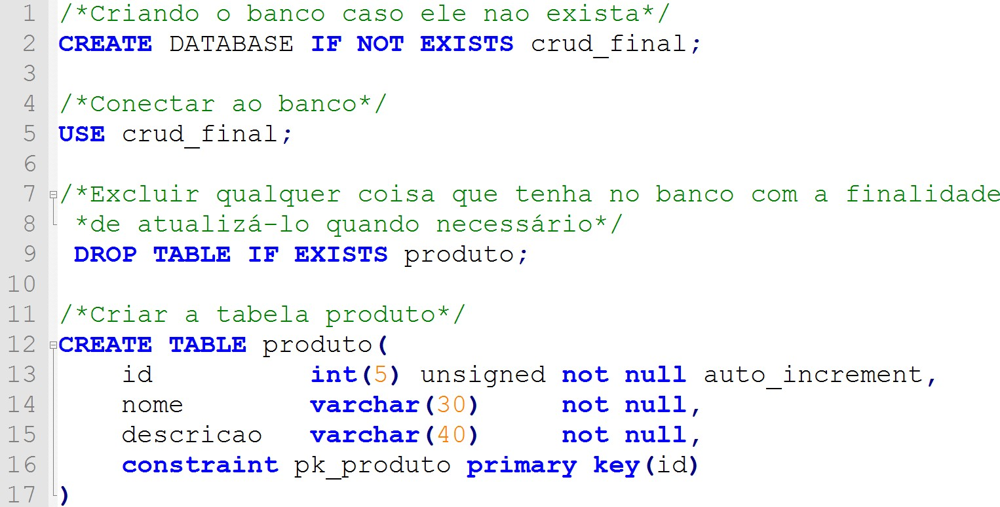 1 /*Criando o banco caso ele nao exista*/
2 CREATE DATABASE IF NOT EXISTS crud_final;
3
4 /*Conectar ao banco*/
5 USE crud_final;
6
7 /*Excluir qualquer coisa que tenha no banco com a finalidade
8 *de atualizá-lo quando necessário*/
9 DROP TABLE IF EXISTS produto;
10
11 /*Criar a tabela produto*/
12 CREATE TABLE produto(
13 id int(5) unsigned not null auto_increment,
14 nome varchar(30) not null,
15 descricao varchar(40) not null,
16 constraint pk_produto primary key(id)
17 )